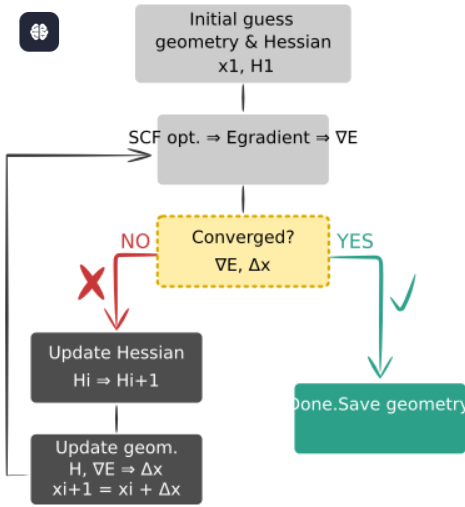 Initial guess
geometry & Hessian
x1, H1
SCF opt. ⇒ Egradient ⇒ ∇E
Converged?
∇E, Δx
NO
YES
Update Hessian
Hi ⇒ Hi+1
Done.Save geometry
Update geom.
H, ∇E ⇒ Δx
xi+1 = xi + Δx